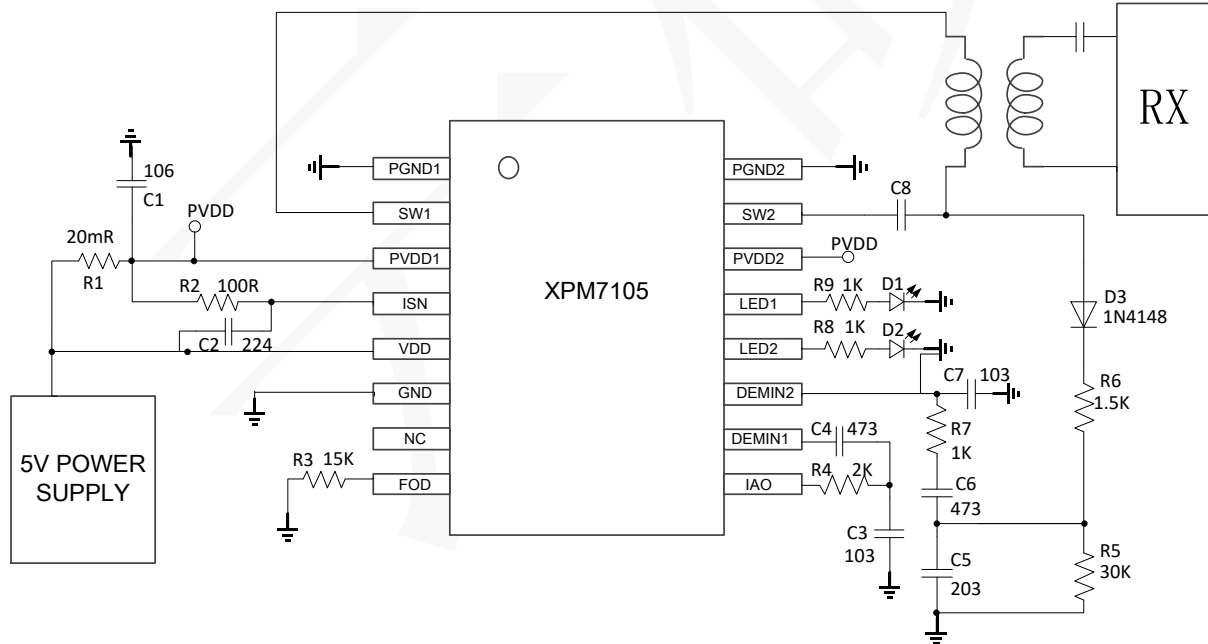 RX
106
C1
PVDD
20mR
R1
R2 100R
C2 224
5V POWER
SUPPLY
R3 15K
PGND1
SW1
PVDD1
ISN
VDD
GND
NC
FOD
XPM7105
PGND2
SW2
PVDD2
LED1
LED2
DEMIN2
DEMIN1
IAO
C8
PVDD
R9 1K D1
R8 1K D2
C7 103
C4 473
R4 2K
R7
1K
C6
473
C3
103
C5
203
D3
1N4148
R6
1.5K
R5
30K